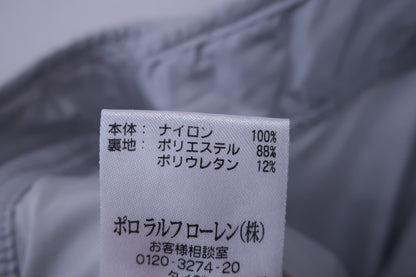 本体: ナイロン 100%
裏地: ポリエステル 88%
ポリウレタン 12%
ポロ ラルフ ローレン(株)
お客様相談室
0120-3274-20